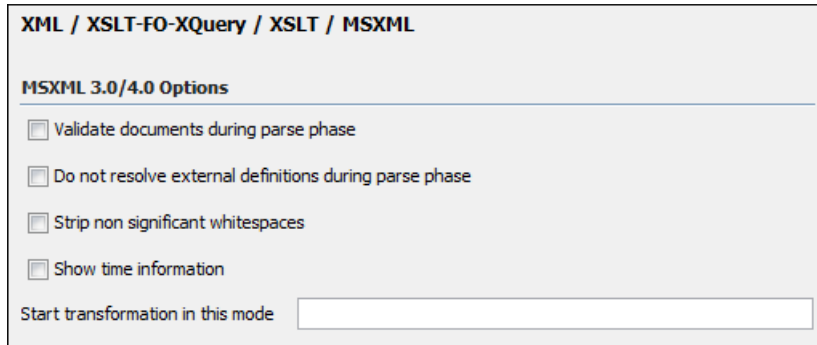 XML / XSLT-FO-XQuery / XSLT / MSXML
MSXML 3.0/4.0 Options
Validate documents during parse phase
Do not resolve external definitions during parse phase
Strip non significant whitespaces
Show time information
Start transformation in this mode